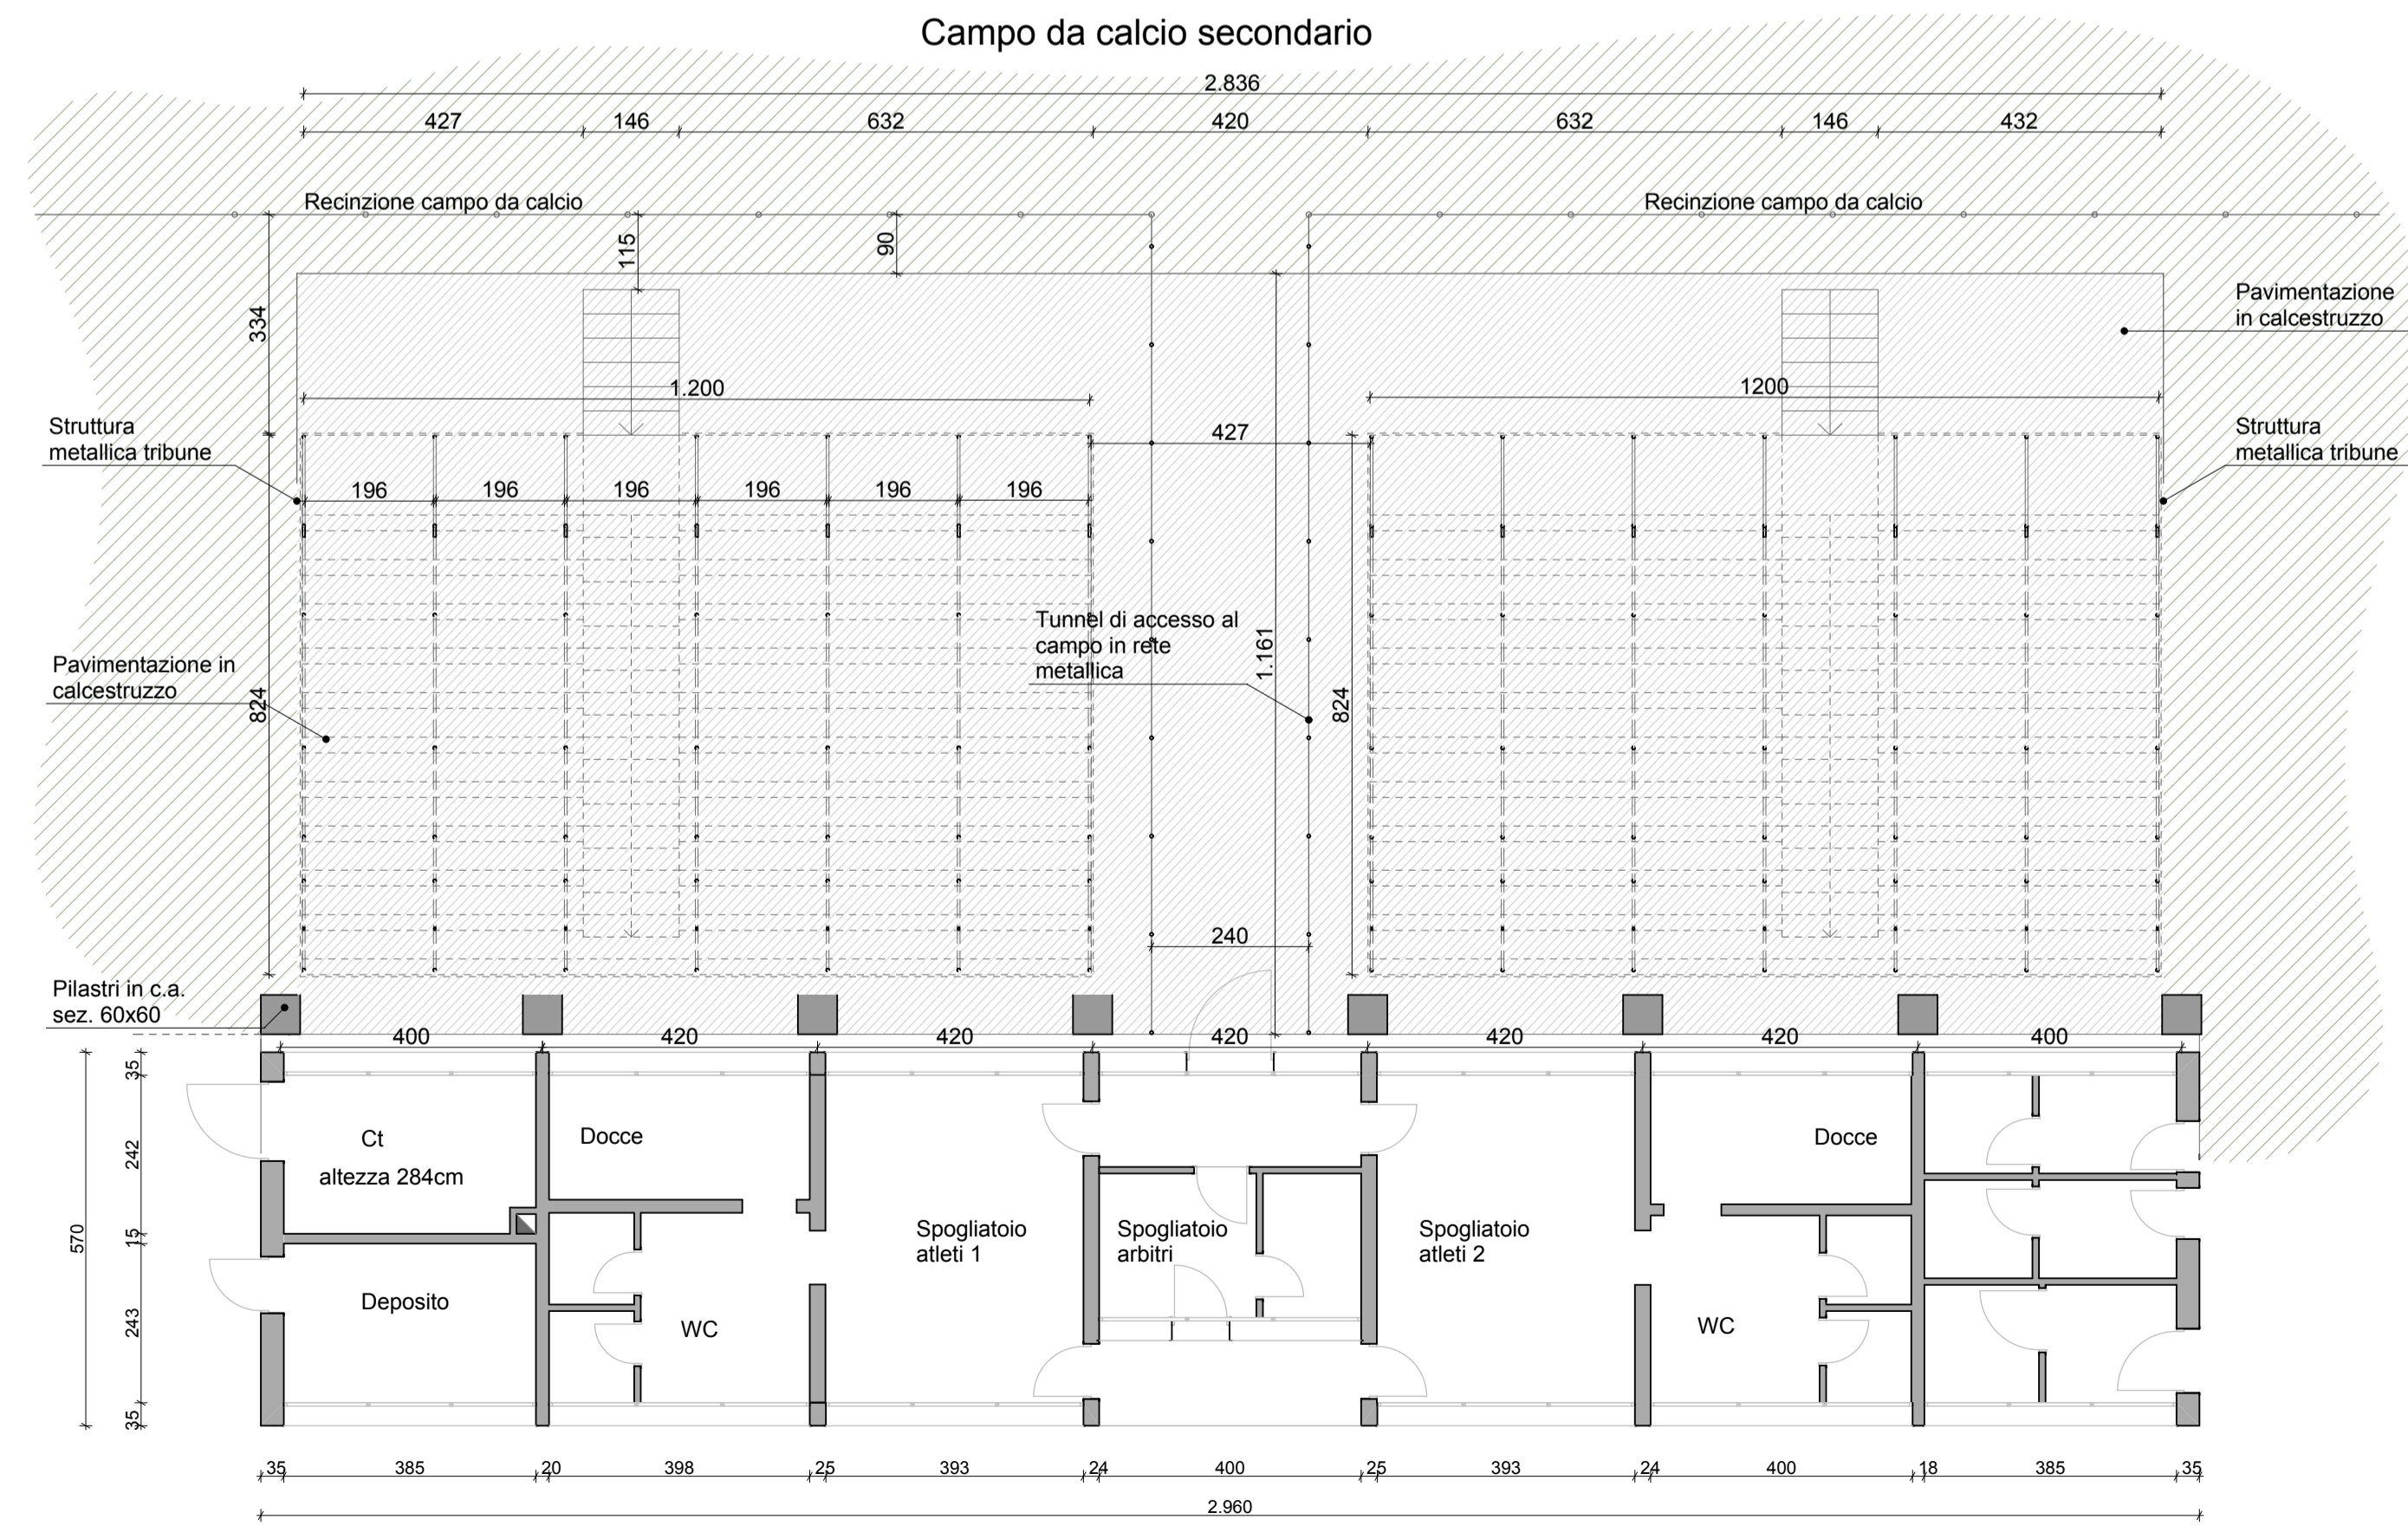 Campo da calcio secondario
2.836
427 146 632 420 632 146 432
Recinzione campo da calcio
Recinzione campo da calcio
115
90
334
Pavimentazione
in calcestruzzo
1.200
1200
Struttura
metallica tribune
427
Struttura
metallica tribune
196 196 196 196 196 196
Tunnel di accesso al
campo in rete
metallica
1.161
Pavimentazione in
calcestruzzo
824
824
240
Pilastri in c.a.
sez. 60x60
400 420 420 420 420 420 400
35
242
15
243
35
570
Ct
altezza 284cm
Docce
Docce
Spogliatoio
atleti 1
Spogliatoio
arbitri
Spogliatoio
atleti 2
Deposito
WC
WC
35 385 20 398 25 393 24 400 25 393 24 400 18 385 35
2.960